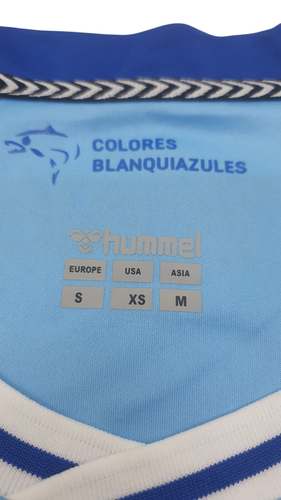 COLORES
BLANQUIAZULES
hummel
EUROPE USA ASIA
S XS M